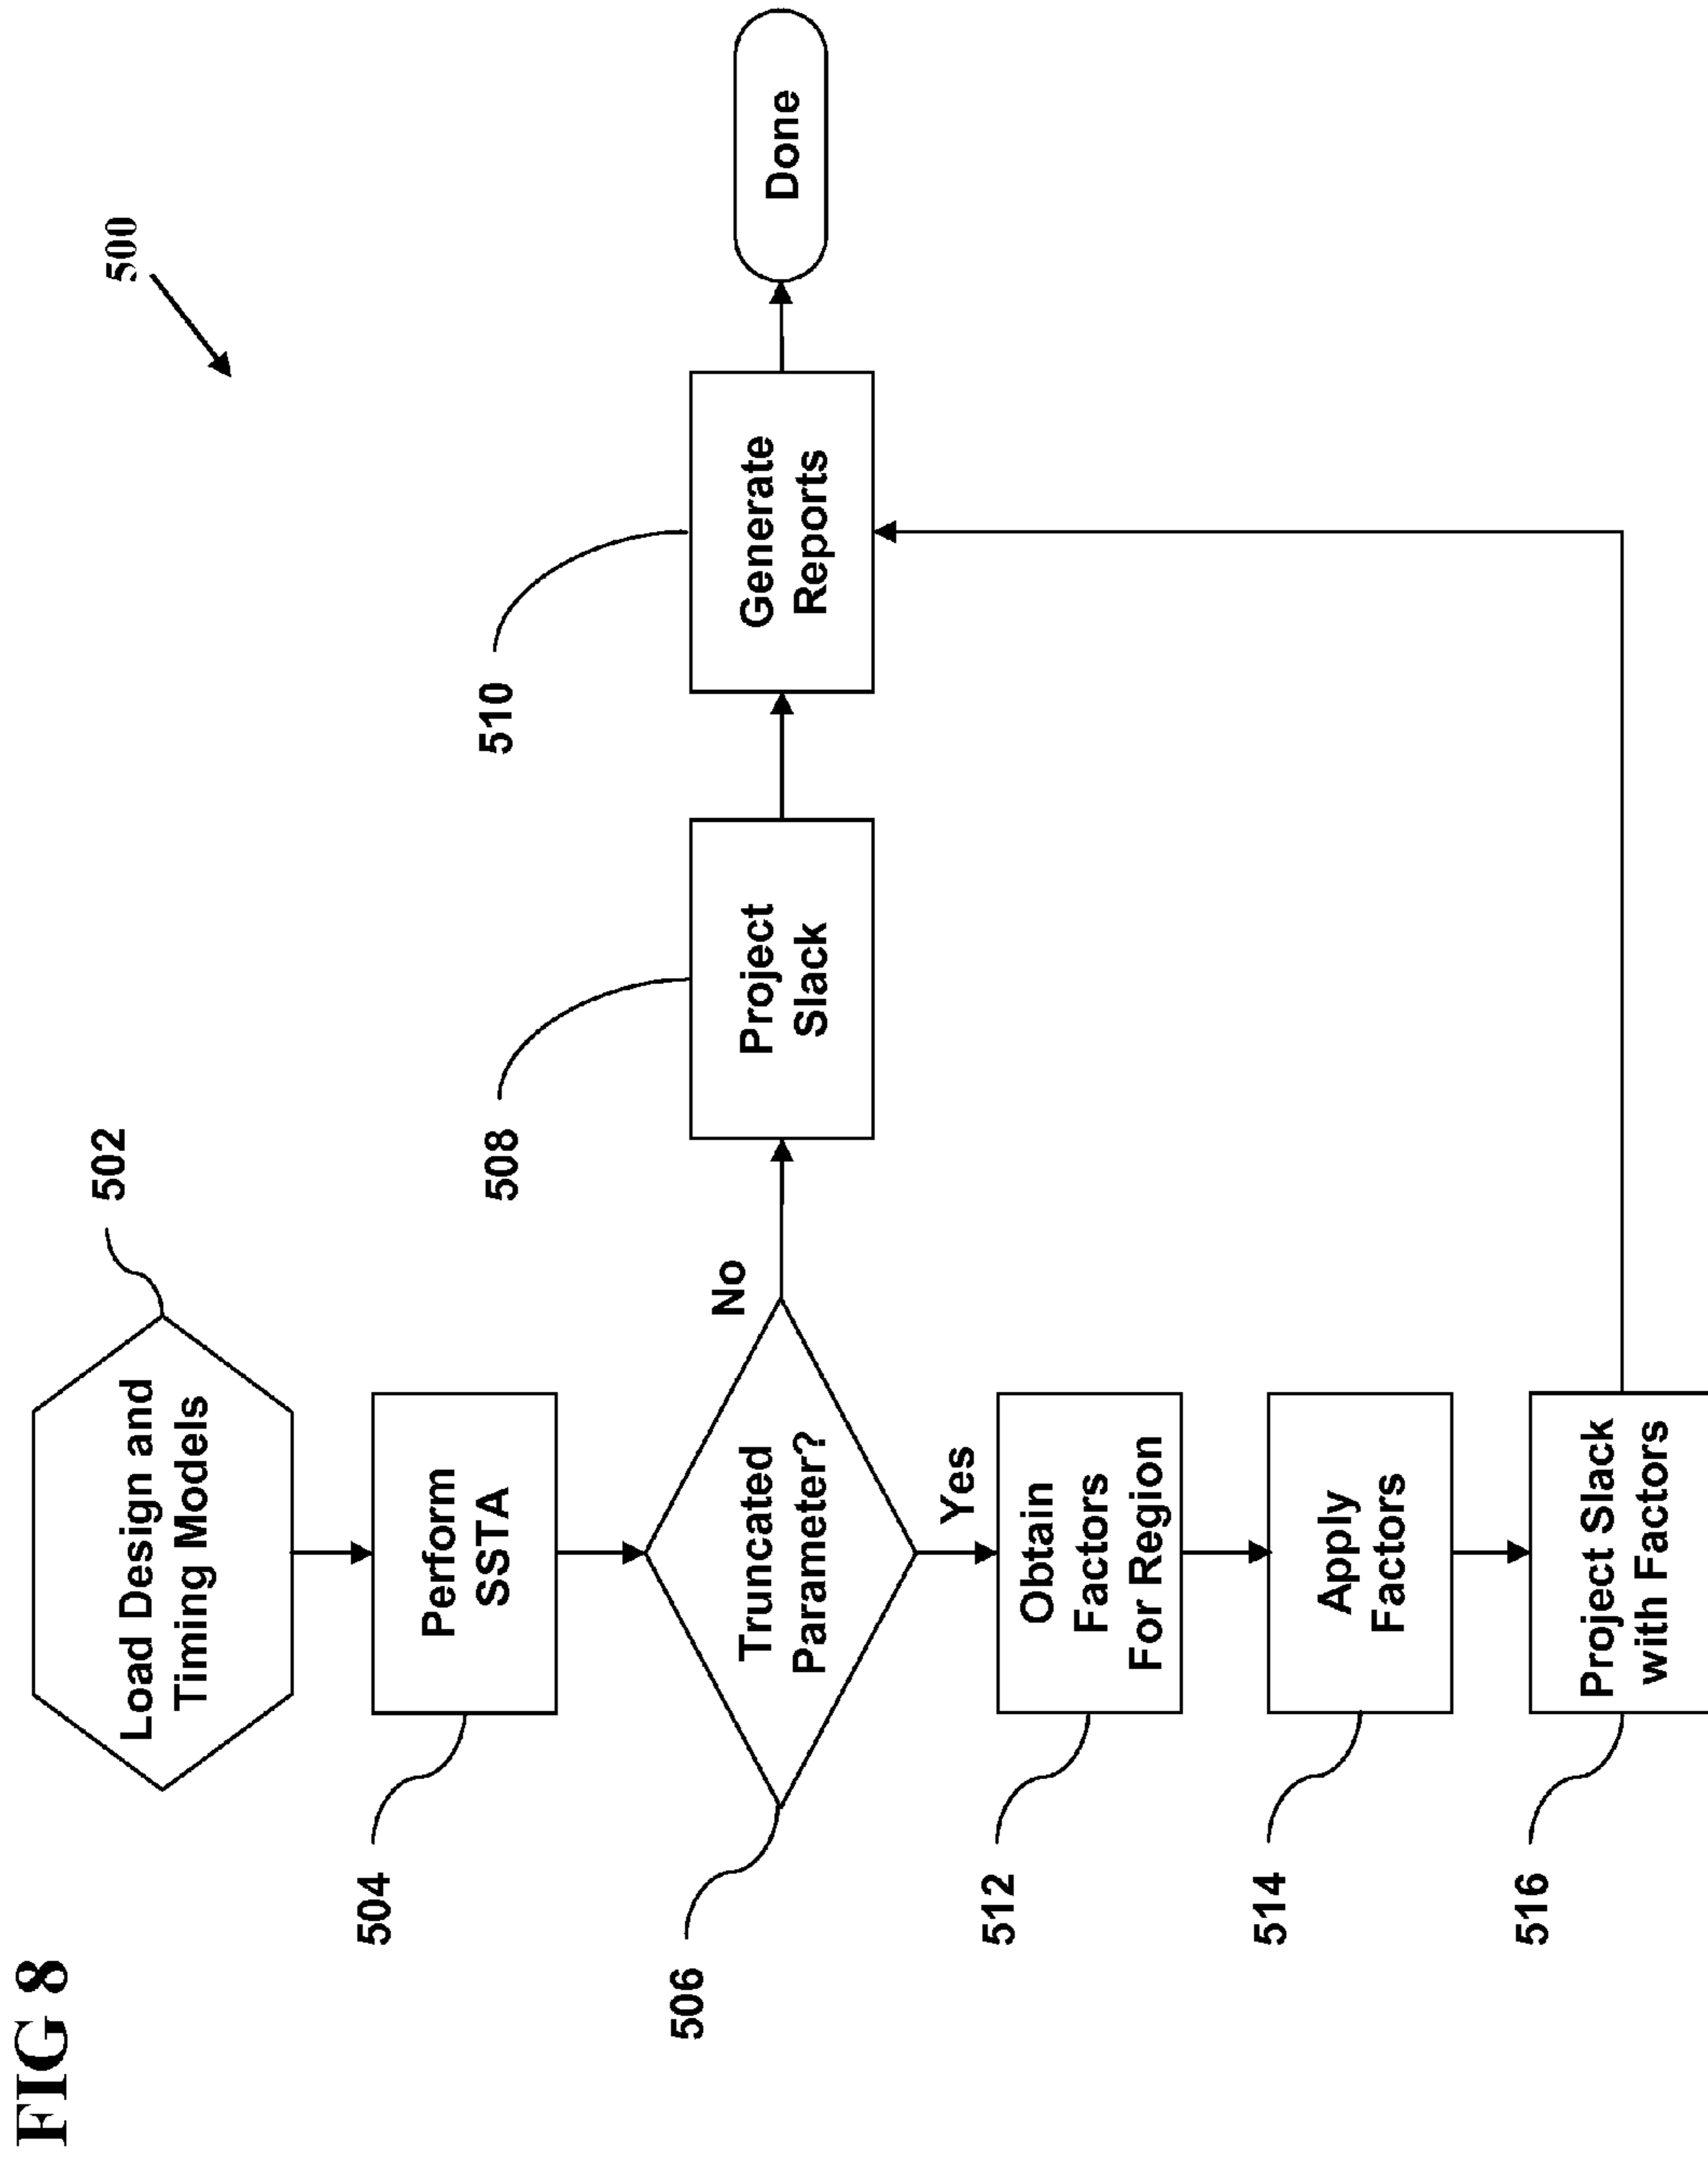 FIG 8
500
Load Design and
Timing Models
502
504
Perform
SSTA
506
Truncated
Parameter?
No
508
Project
Slack
510
Generate
Reports
Done
Yes
512
Obtain
Factors
For Region
514
Apply
Factors
516
Project Slack
with Factors